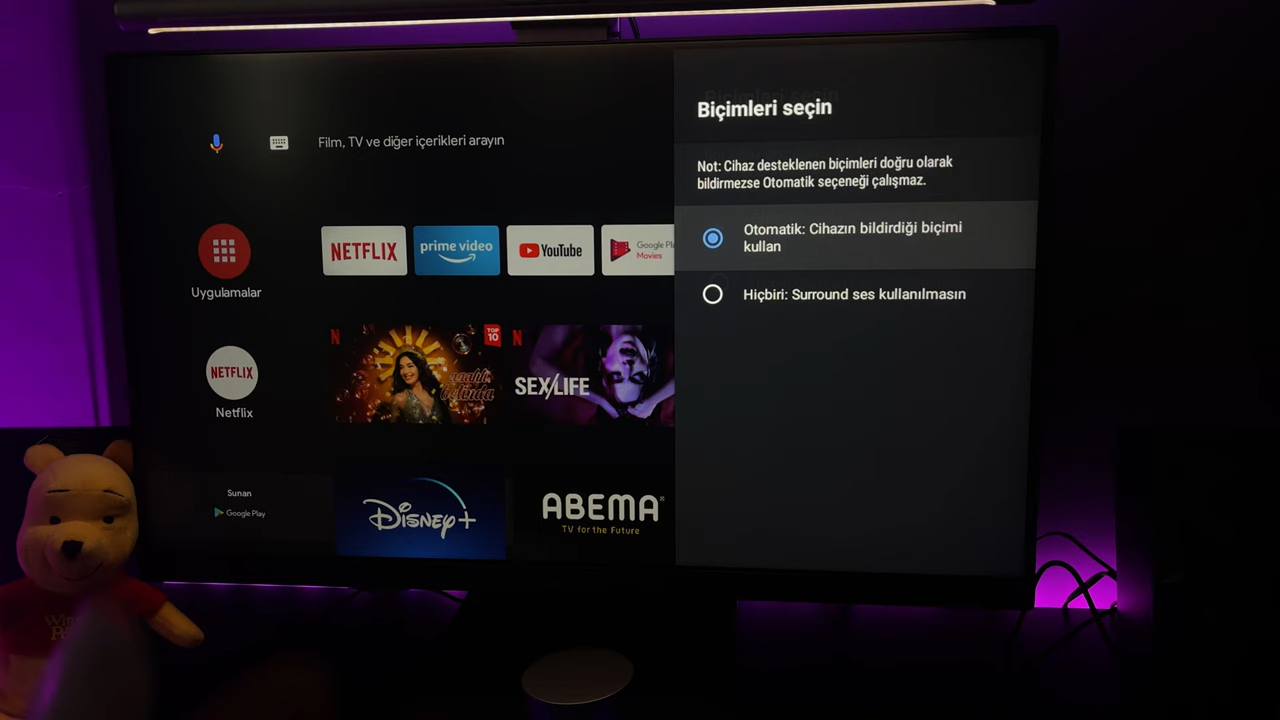 Film, TV ve diğer içerikleri arayın
Uygulamalar
NETFLIX
prime video
YouTube
Google Pl
Movies
NETFLIX
Netflix
TOP
10
SEX/LIFE
Sunan
Google Play
Disney+
ABEMA
TV for the Future
Biçimleri seçin
Not: Cihaz desteklenen biçimleri doğru olarak
bildirmezse Otomatik seçeneği çalışmaz.
Otomatik: Cihazın bildirdiği biçimi
kullan
Hiçbiri: Surround ses kullanılmasın